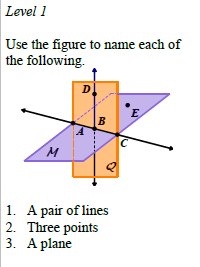 Level 1
Use the figure to name each of
the following.
D
E
B
A
C
M
Q
1. A pair of lines
2. Three points
3. A plane